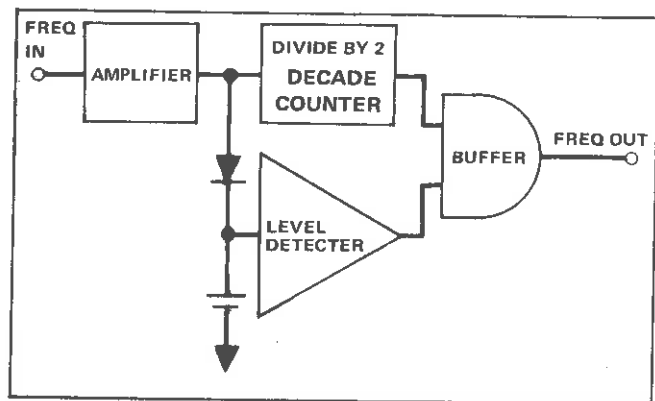 FREQ
IN
AMPLIFIER
DIVIDE BY 2
DECADE
COUNTER
BUFFER
FREQ OUT
LEVEL
DETECTER